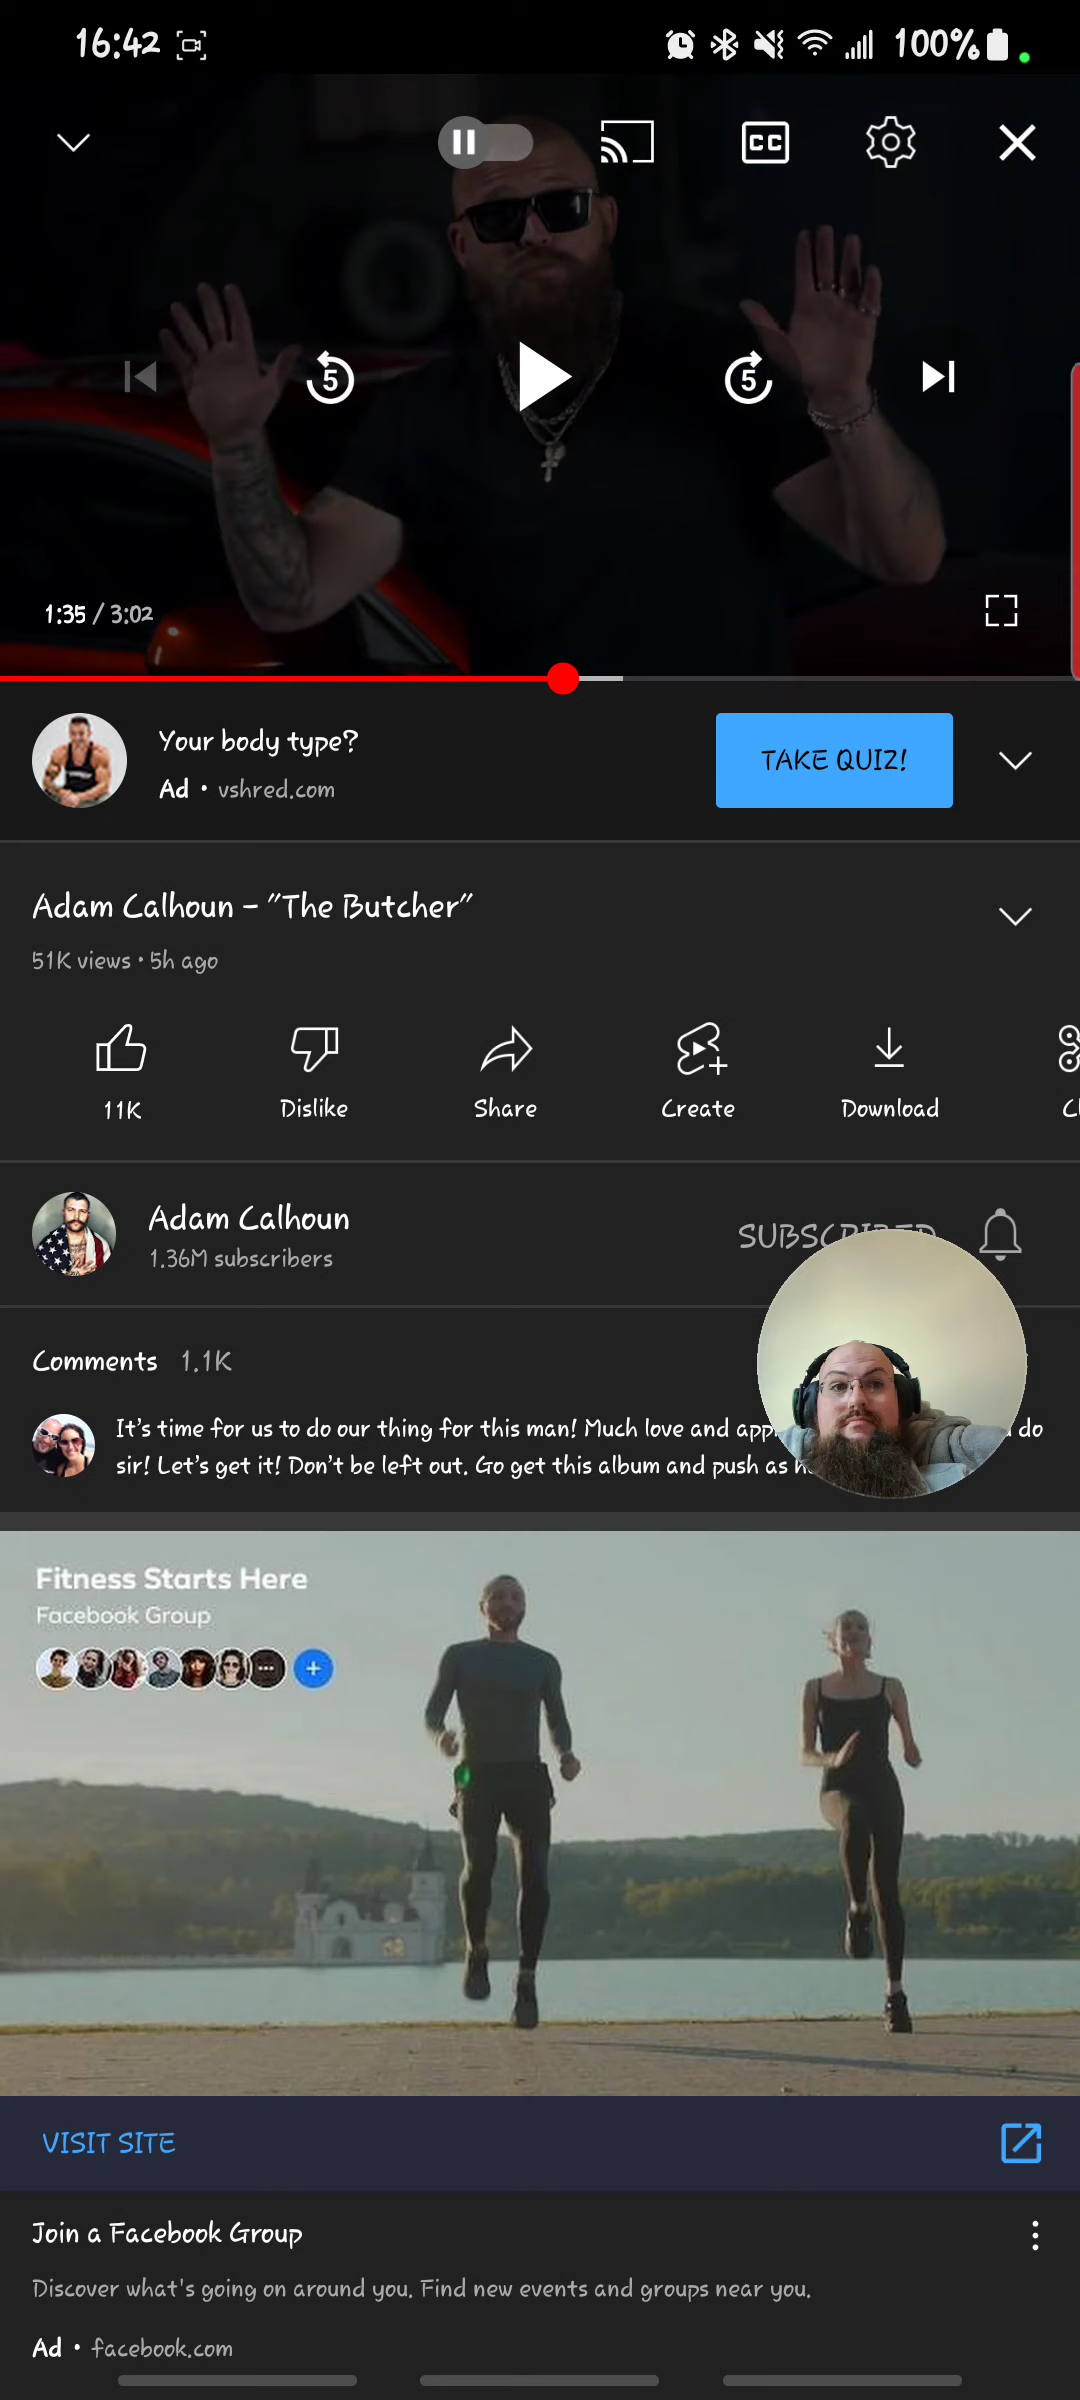 16:42
100%
CC
5
5
1:35 / 3:02
Your body type?
Ad • vshred.com
TAKE QUIZ!
Adam Calhoun - "The Butcher"
51K views • 5h ago
11K
Dislike
Share
Create
Download
Adam Calhoun
1.36M subscribers
SUBSCRIBED
Comments 1.1K
It's time for us to do our thing for this man! Much love and do
sir! Let's get it! Don't be left out. Go get this album and push as
Fitness Starts Here
Facebook Group
VISIT SITE
Join a Facebook Group
Discover what's going on around you. Find new events and groups near you.
Ad • facebook.com